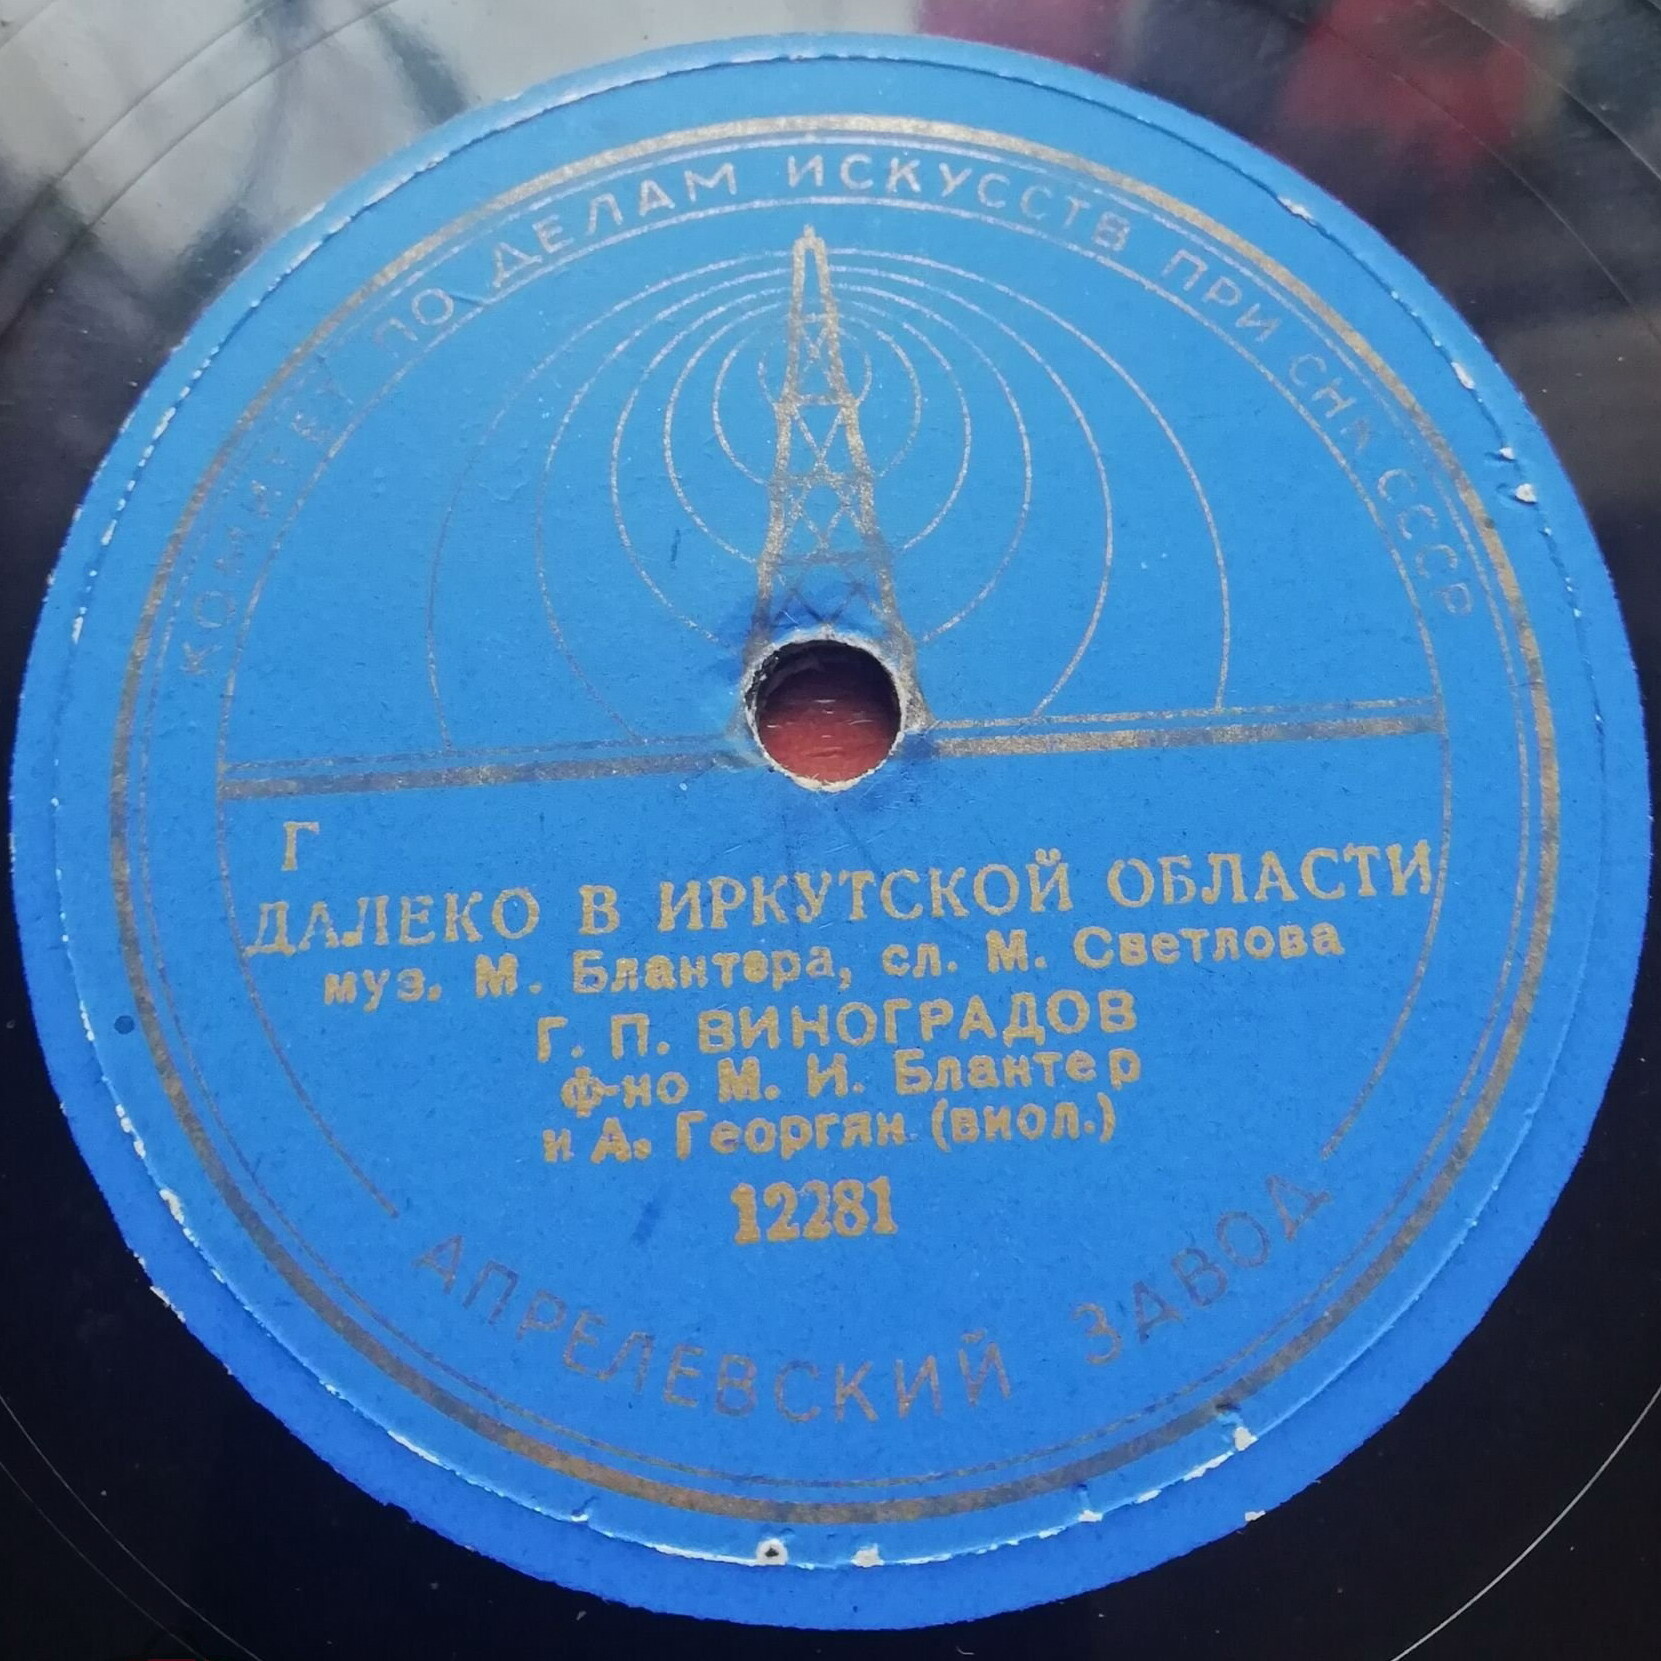 КОМИТЕТ ПО ДЕЛАМ ИСКУССТВ ПРИ СНК СССР
Г
ДАЛЕКО В ИРКУТСКОЙ ОБЛАСТИ
муз. М. Блантера, сл. М. Светлова
Г. П. ВИНОГРАДОВ
ф-но М. И. Блантер
и А. Георгян (виол.)
12281
АПРЕЛЕВСКИЙ ЗАВОД